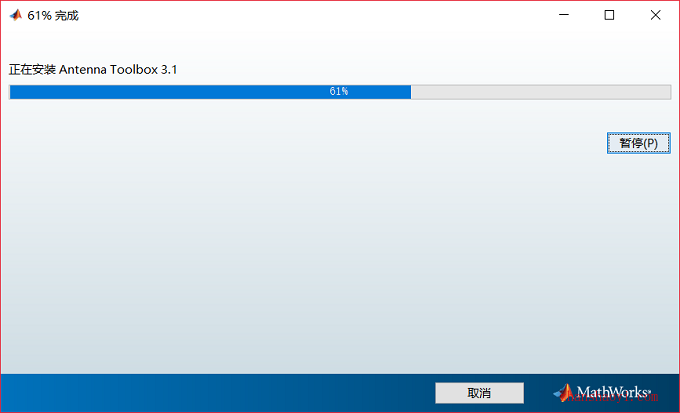 61% 完成
正在安装 Antenna Toolbox 3.1
61%
暂停(P)
取消
MathWorks®